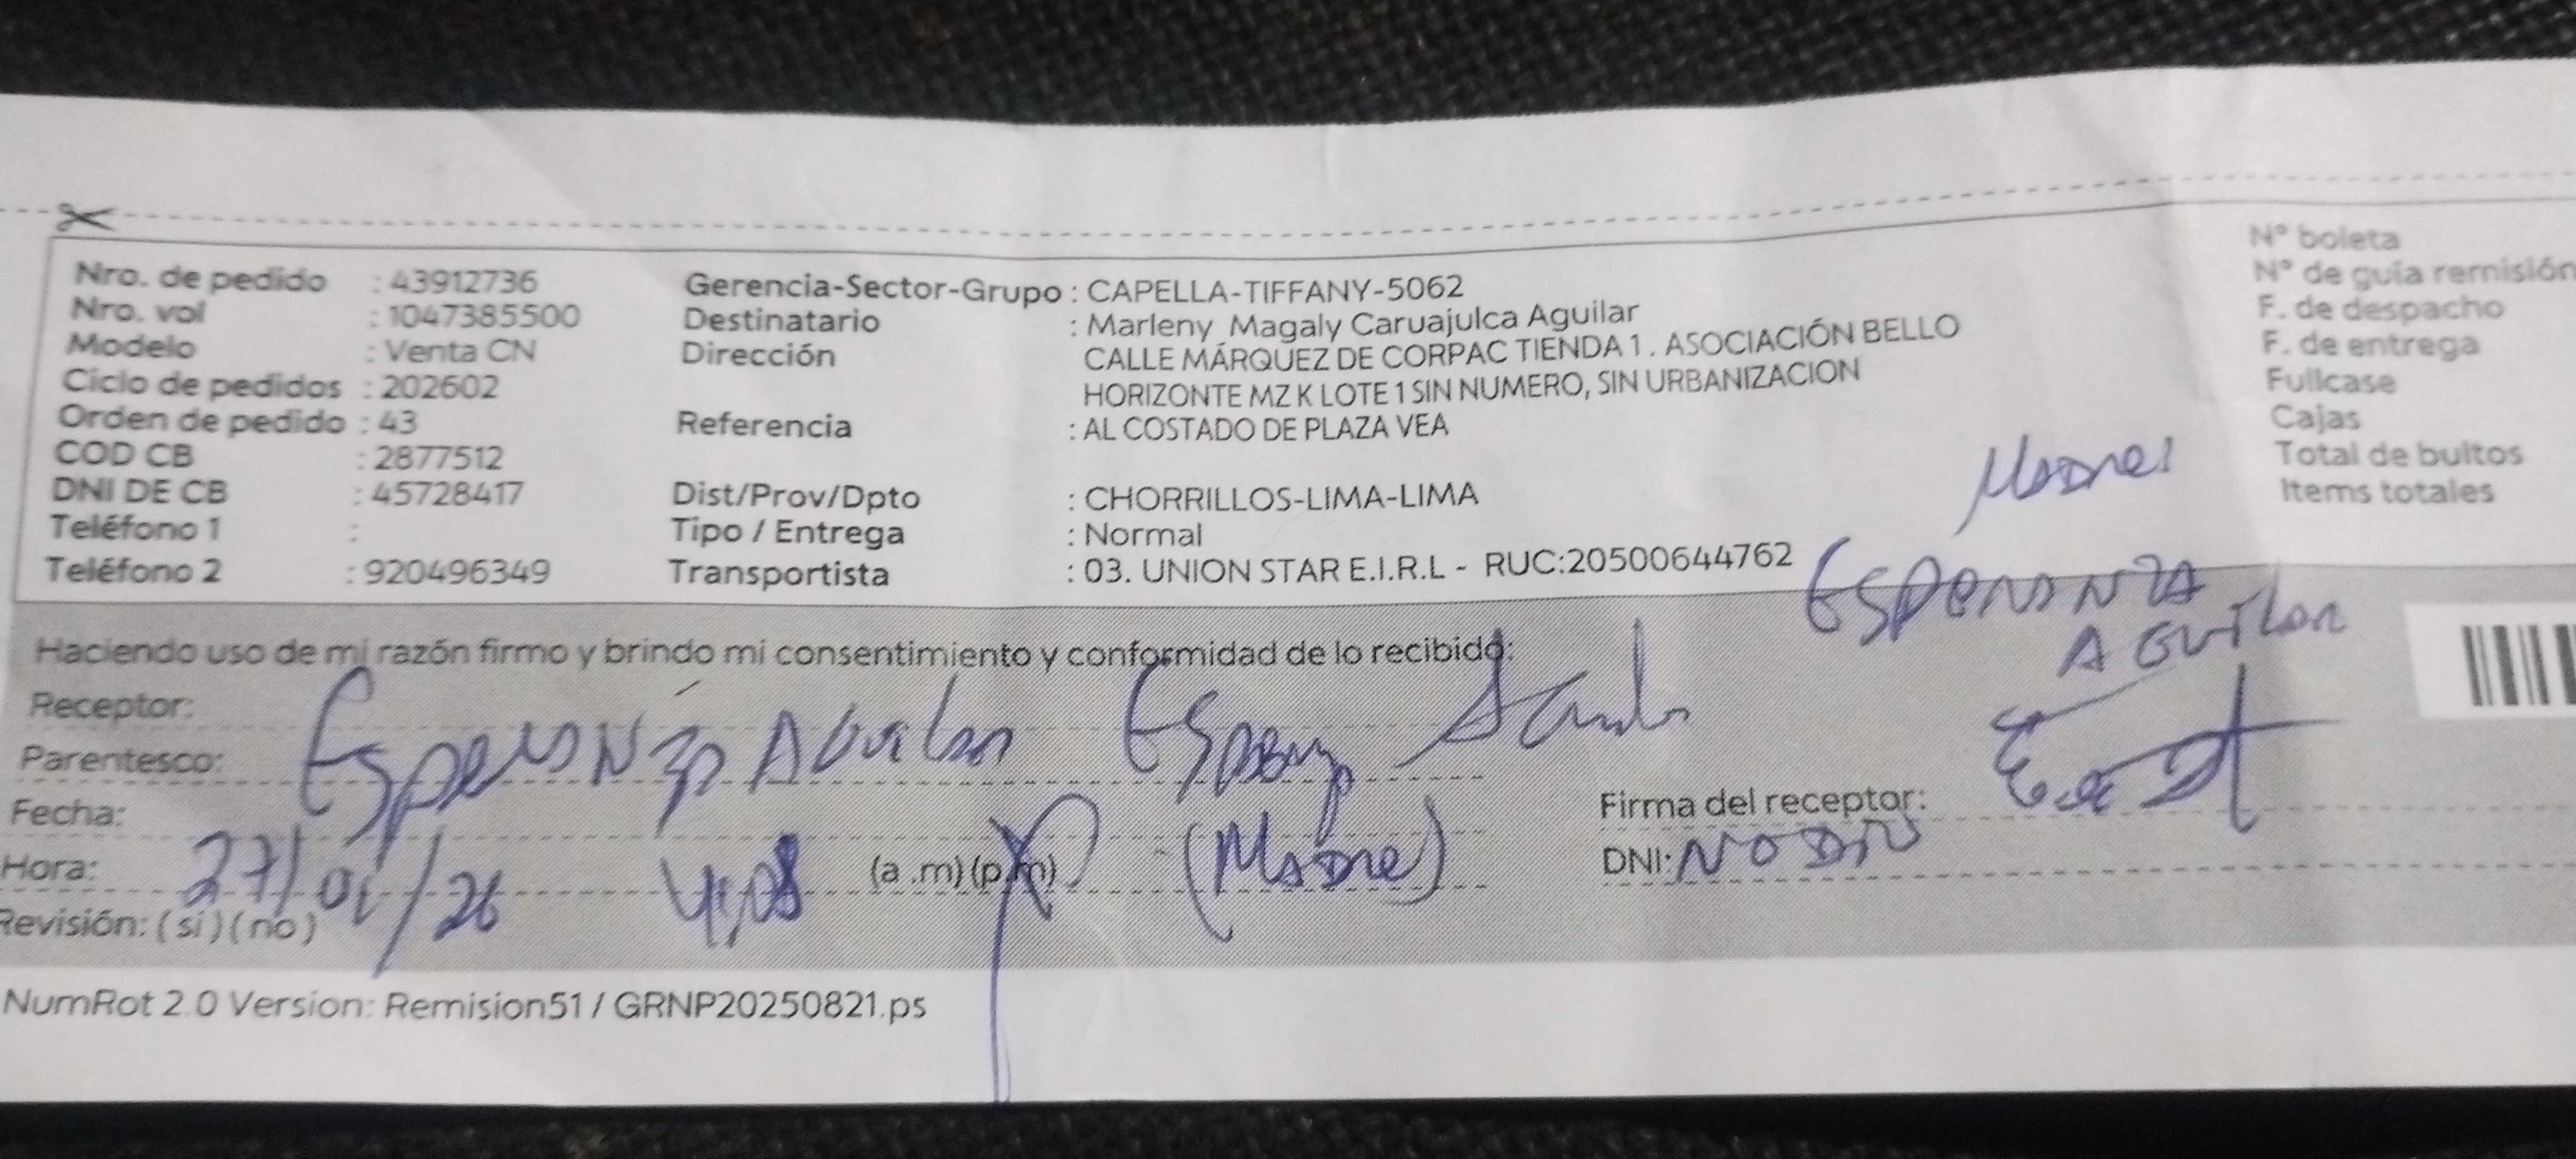 Nro. de pedido : 43912736
Nro. vol : 1047385500
Modelo : Venta CN
Ciclo de pedidos : 202602
Orden de pedido : 43
COD CB : 2877512
DNI DE CB : 45728417
Teléfono 1 :
Teléfono 2 : 920496349
Gerencia-Sector-Grupo : CAPELLA-TIFFANY-5062
Destinatario : Marleny Magaly Caruajulca Aguilar
Dirección CALLE MÁRQUEZ DE CORPAC TIENDA 1 . ASOCIACIÓN BELLO
HORIZONTE MZ K LOTE 1 SIN NUMERO, SIN URBANIZACION
Referencia : AL COSTADO DE PLAZA VEA
Dist/Prov/Dpto : CHORRILLOS-LIMA-LIMA
Tipo / Entrega : Normal
Transportista : 03. UNION STAR E.I.R.L - RUC:20500644762
N° boleta
N° de guía remisión
F. de despacho
F. de entrega
Fullcase
Cajas
Total de bultos
Items totales
Madre
Esperanza
Aguilar
Haciendo uso de mi razón firmo y brindo mi consentimiento y conformidad de lo recibido:
Receptor:
Parentesco: Esperanza Aguilar
Fecha:
Hora: 27/01/26 4:08 (a .m) (p.m) (Madre)
Revisión: ( si ) ( no )
Firma del receptor:
DNI:
NumRot 2.0 Version: Remision51 / GRNP20250821.ps